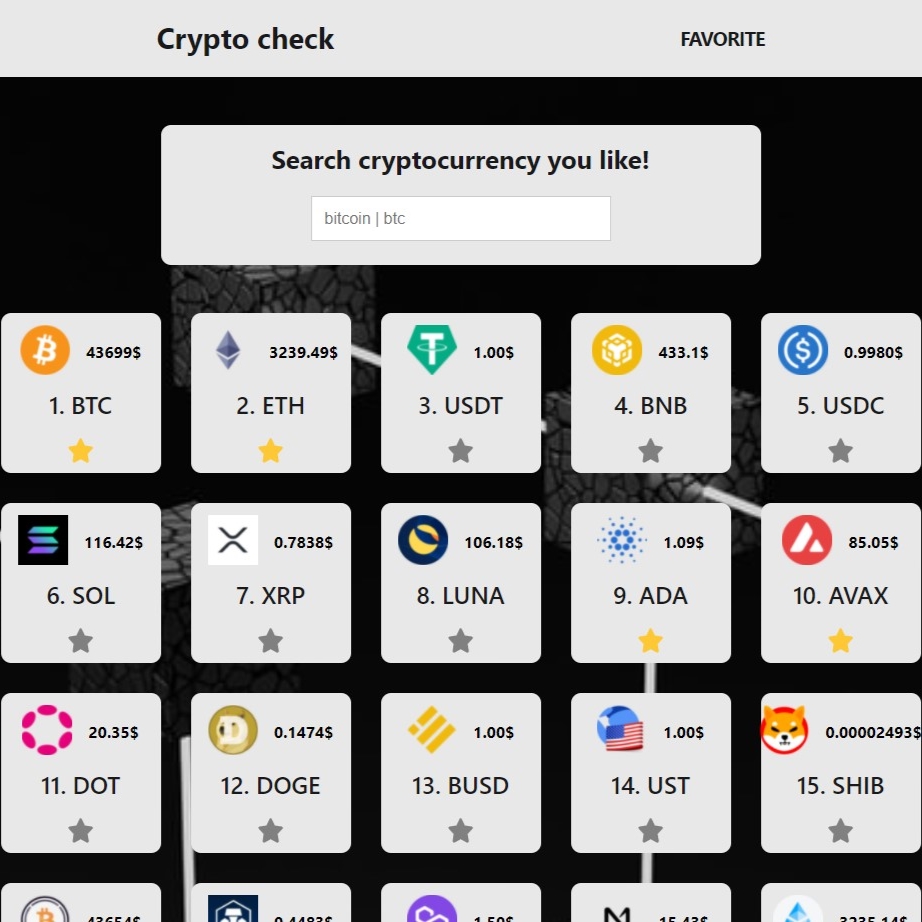 Crypto check FAVORITE
Search cryptocurrency you like!
bitcoin | btc
43699$ 3239.49$ 1.00$ 433.1$ 0.9980$
1. BTC 2. ETH 3. USDT 4. BNB 5. USDC
116.42$ 0.7838$ 106.18$ 1.09$ 85.05$
6. SOL 7. XRP 8. LUNA 9. ADA 10. AVAX
20.35$ 0.1474$ 1.00$ 1.00$ 0.00002493$
11. DOT 12. DOGE 13. BUSD 14. UST 15. SHIB
43654$ 0.4483$ 1.50$ 15.43$ 3235.14$